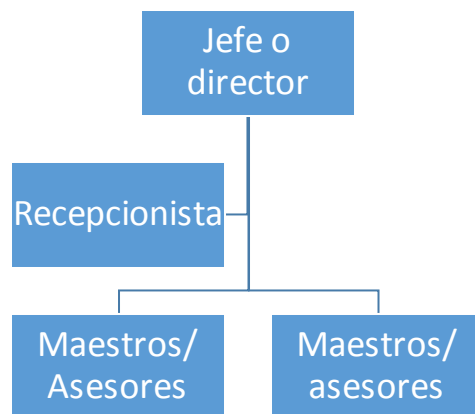 Jefe o
director
Recepcionista
Maestros/
Asesores
Maestros/
asesores